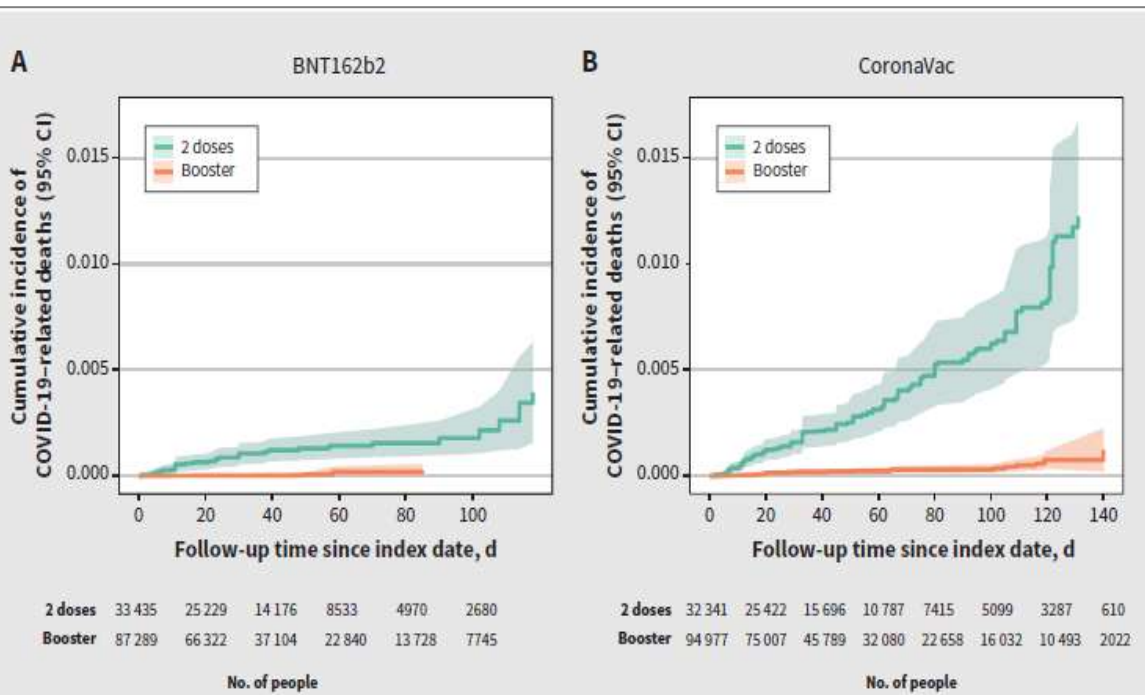 A
BNT162b2
Cumulative incidence of
COVID-19–related deaths (95% CI)
2 doses
Booster
0.015
0.010
0.005
0.000
0 20 40 60 80 100
Follow-up time since index date, d
2 doses 33 435 25 229 14 176 8533 4970 2680
Booster 87 289 66 322 37 104 22 840 13 728 7745
No. of people
B
CoronaVac
Cumulative incidence of
COVID-19–related deaths (95% CI)
2 doses
Booster
0.015
0.010
0.005
0.000
0 20 40 60 80 100 120 140
Follow-up time since index date, d
2 doses 32 341 25 422 15 696 10 787 7415 5099 3287 610
Booster 94 977 75 007 45 789 32 080 22 658 16 032 10 493 2022
No. of people